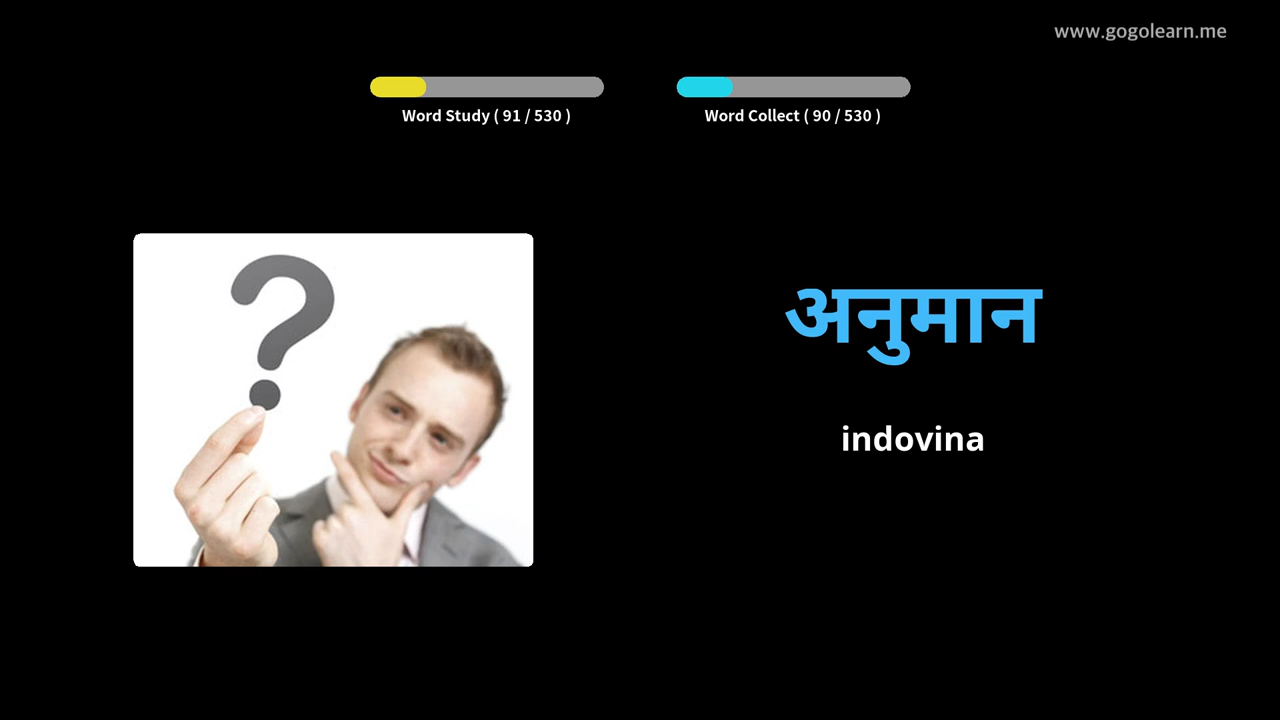 www.gogolearn.me
Word Study ( 91 / 530 )
Word Collect ( 90 / 530 )
?
अनुमान
indovina